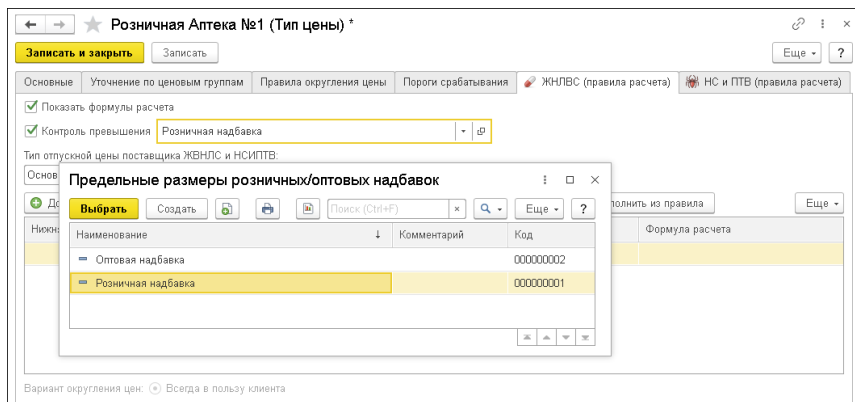 Розничная Аптека №1 (Тип цены) *
Записать и закрыть Записать Еще ?
Основные Уточнение по ценовым группам Правила округления цены Пороги срабатывания ЖНЛВС (правила расчета) НС и ПТВ (правила расчета)
Показать формулы расчета
Контроль превышения Розничная надбавка
Тип отпускной цены поставщика ЖВНЛС и НСИПТВ:
Предельные размеры розничных/оптовых надбавок
из правила Еще
Выбрать Создать Поиск (Ctrl+F) × Еще ?
Формула расчета
Наименование ↓ Комментарий Код
Оптовая надбавка 000000002
Розничная надбавка 000000001
Вариант округления цен: Всегда в пользу клиента